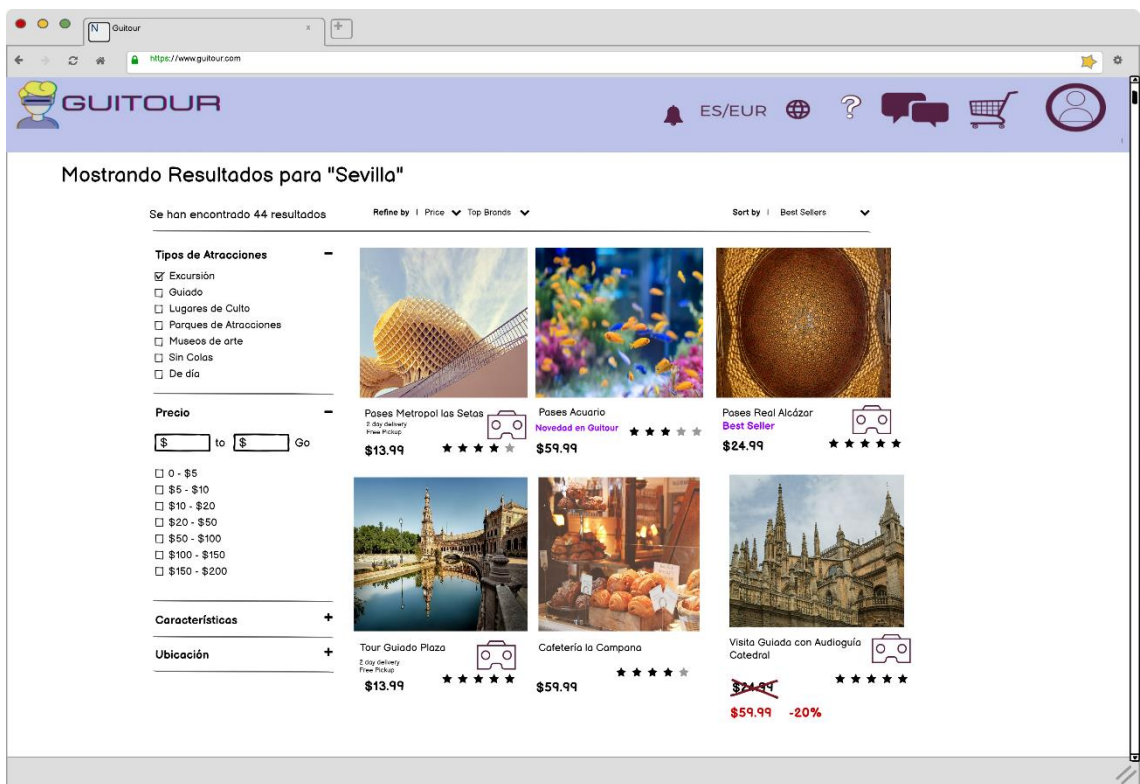 N Guitour
https://www.guitour.com
GUITOUR
ES/EUR
?
Mostrando Resultados para "Sevilla"
Se han encontrado 44 resultados
Refine by | Price Top Brands
Sort by | Best Sellers
Tipos de Atracciones
Excursión
Guiado
Lugares de Culto
Parques de Atracciones
Museos de arte
Sin Colas
De día
Precio
$ to $ Go
0 - $5
$5 - $10
$10 - $20
$20 - $50
$50 - $100
$100 - $150
$150 - $200
Características
Ubicación
Pases Metropol las Setas
2 day delivery
Free Pickup
$13.99
Pases Acuario
Novedad en Guitour
$59.99
Pases Real Alcázar
Best Seller
$24.99
Tour Guiado Plaza
2 day delivery
Free Pickup
$13.99
Cafetería la Campana
$59.99
Visita Guiada con Audioguía
Catedral
$24.99
$59.99 -20%